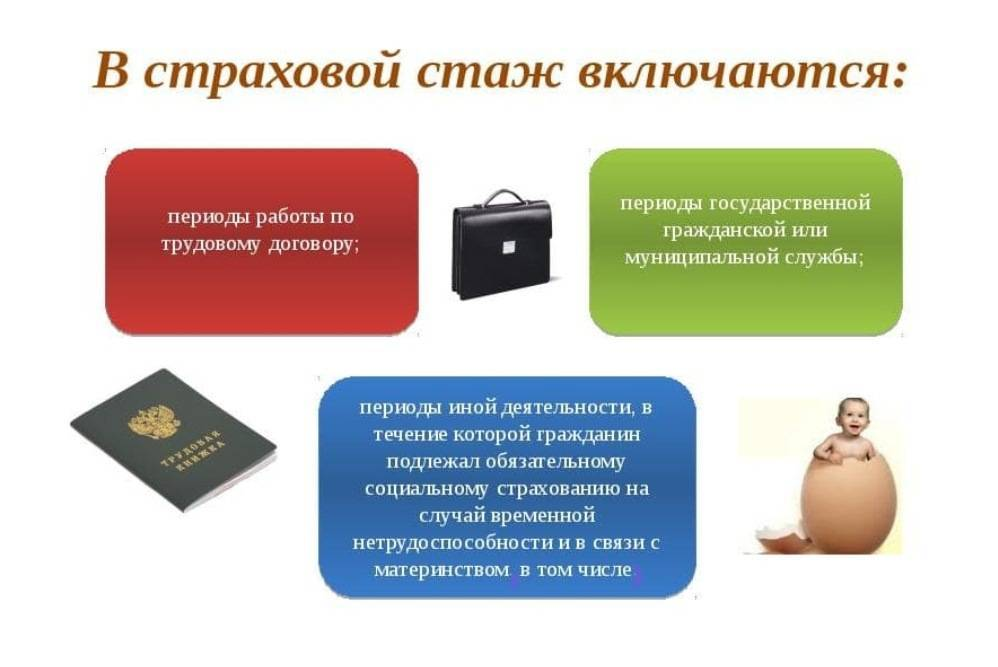 В страховой стаж включаются:
периоды работы по
трудовому договору;
периоды государственной
гражданской или
муниципальной службы;
ТРУДОВАЯ
КНИЖКА
периоды иной деятельности, в
течение которой гражданин
подлежал обязательному
социальному страхованию на
случай временной
нетрудоспособности и в связи с
материнством, в том числе: